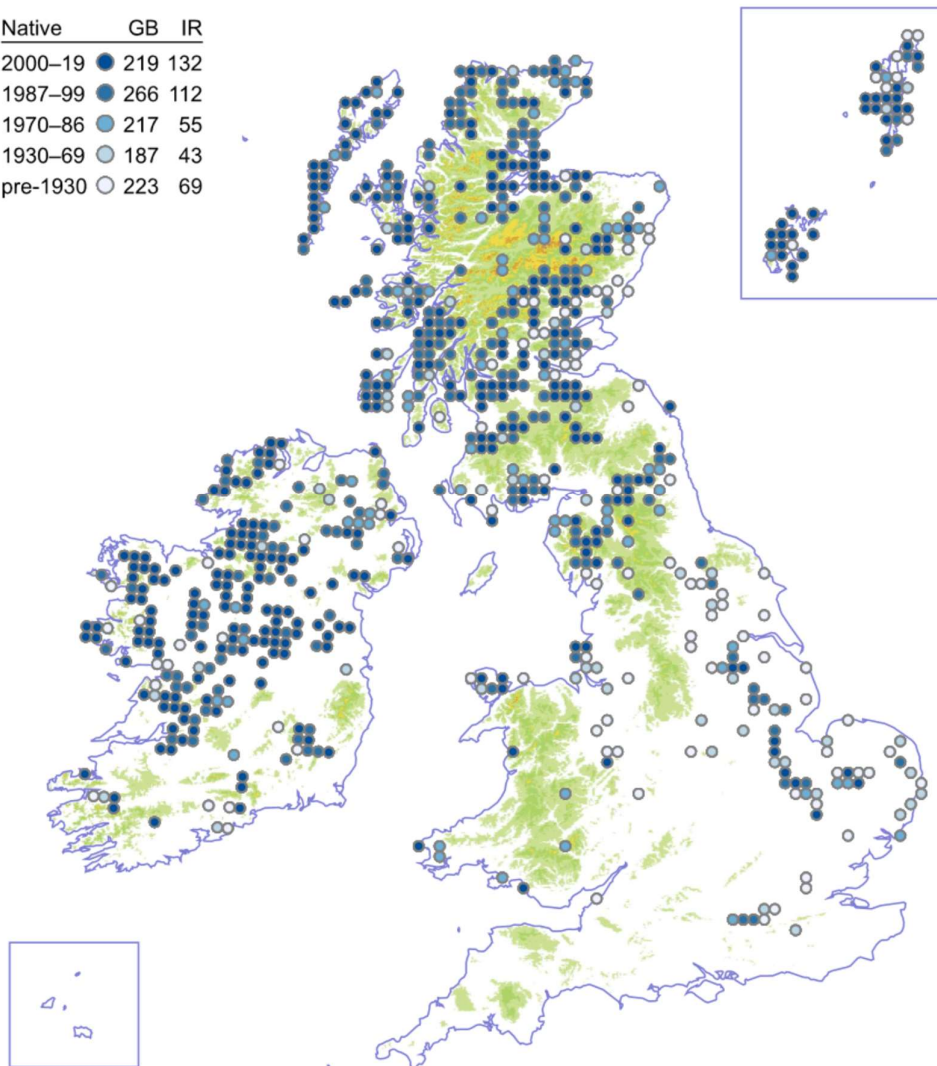 Native GB IR
2000–19 219 132
1987–99 266 112
1970–86 217 55
1930–69 187 43
pre-1930 223 69